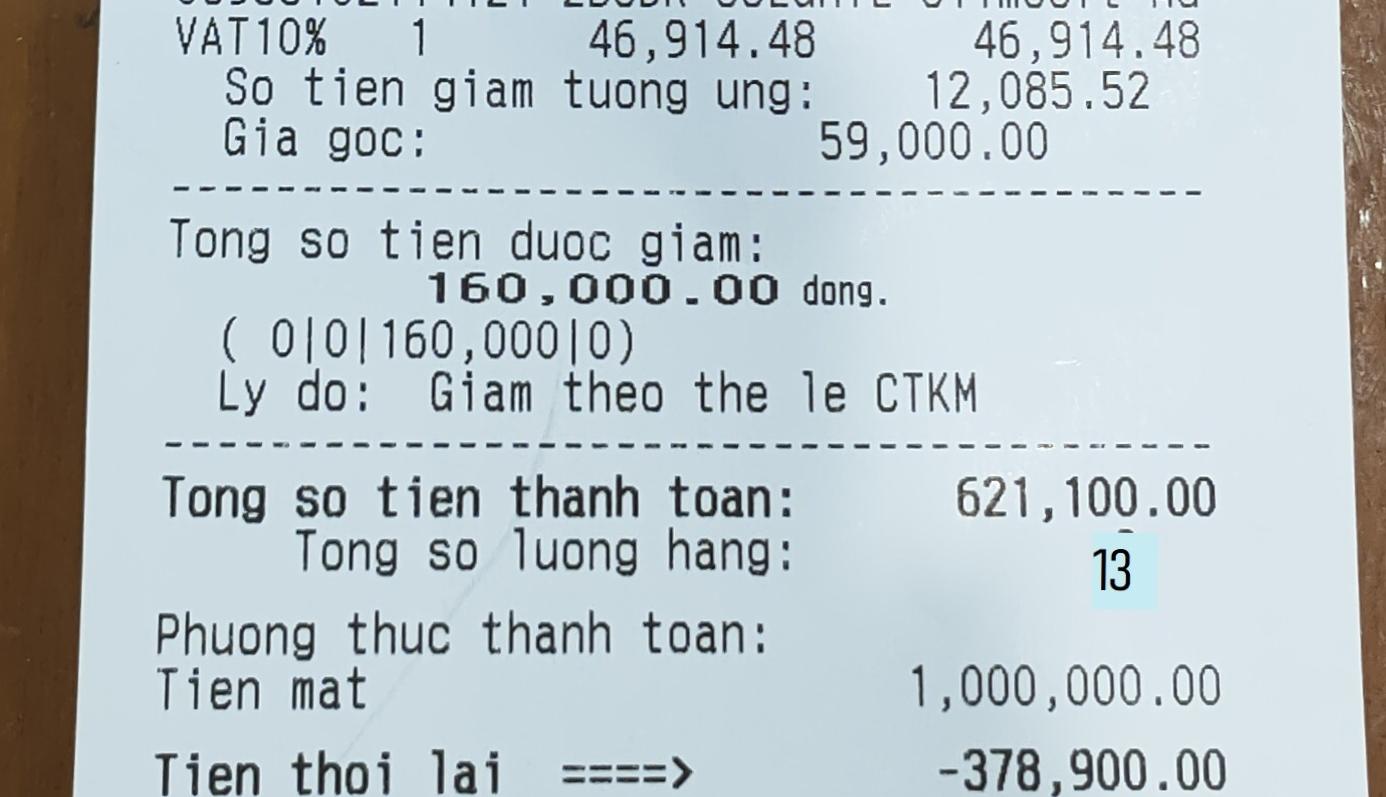 VAT10% 1 46,914.48 46,914.48
So tien giam tuong ung: 12,085.52
Gia goc: 59,000.00
Tong so tien duoc giam:
160,000.00 dong.
( 0|0|160,000|0)
Ly do: Giam theo the le CTKM
Tong so tien thanh toan: 621,100.00
Tong so luong hang: 13
Phuong thuc thanh toan:
Tien mat 1,000,000.00
Tien thoi lai ====> -378,900.00